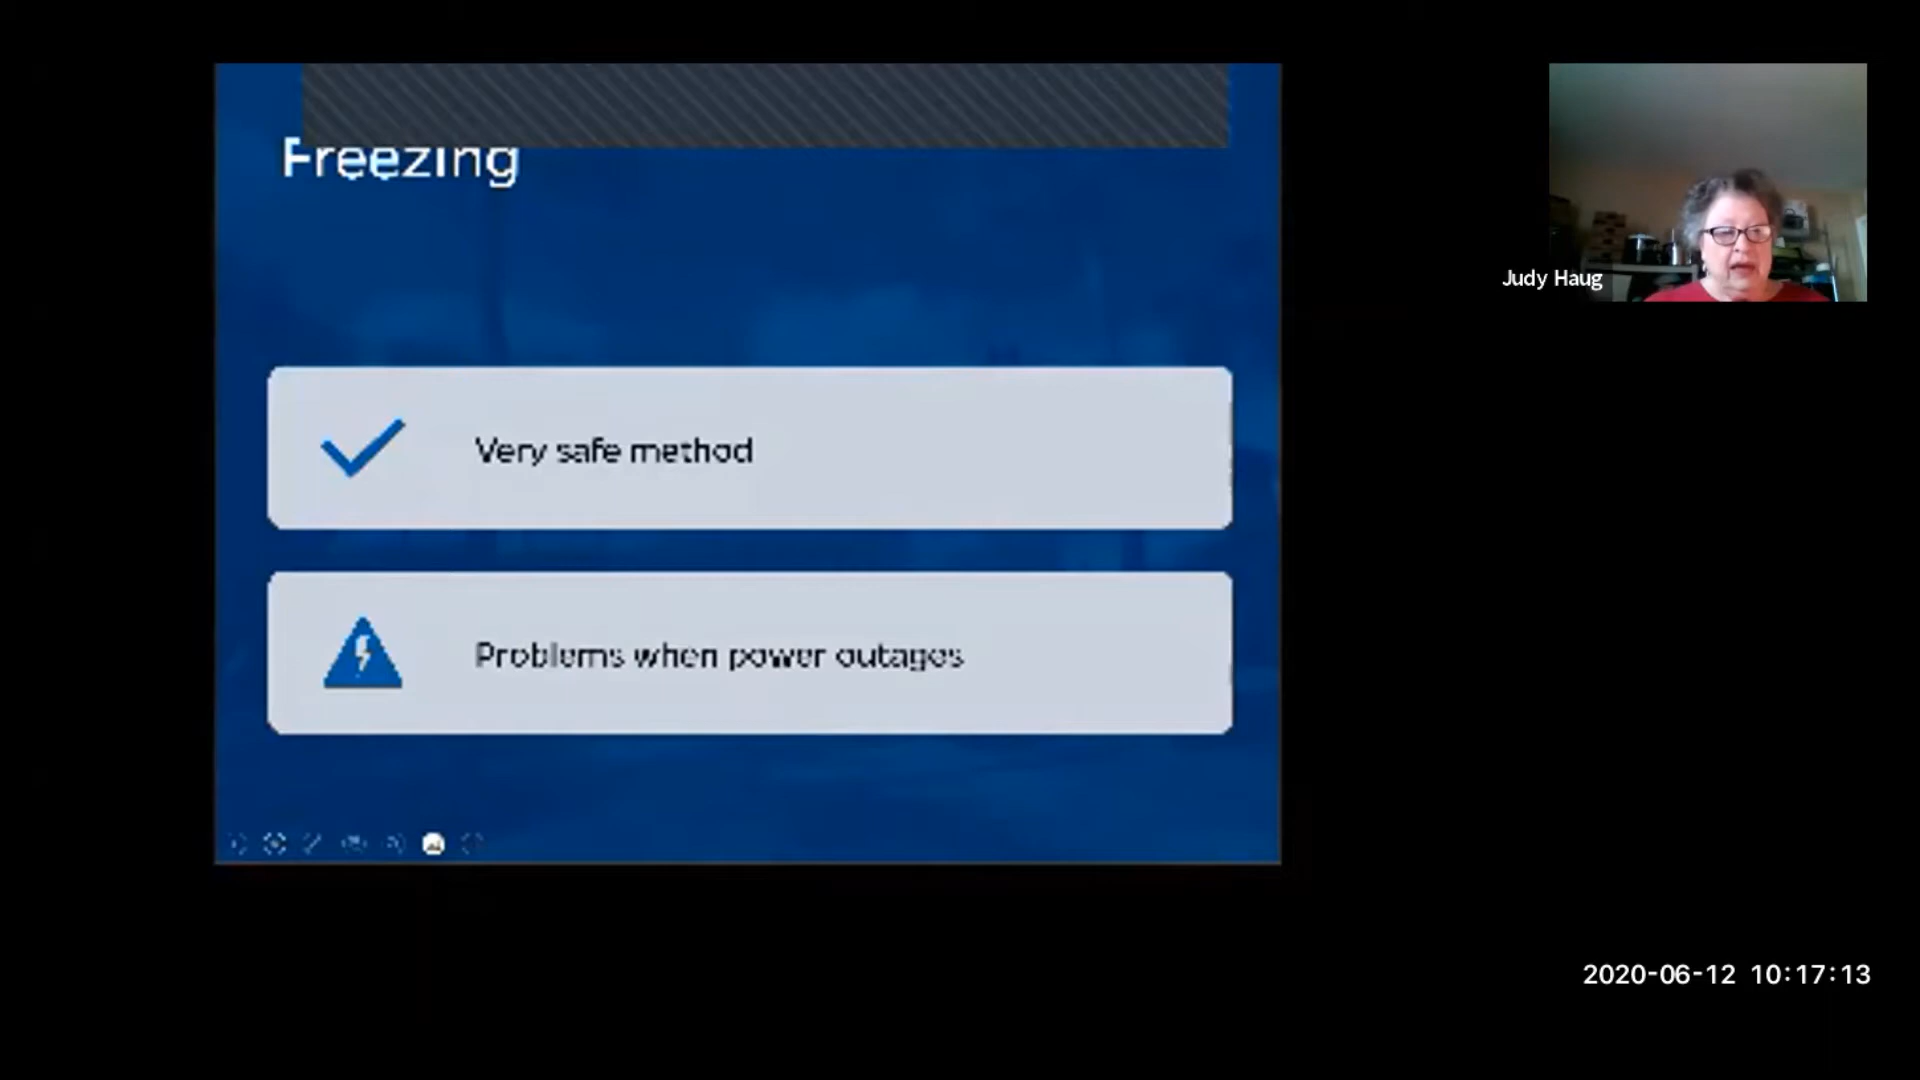 Freezing
Very safe method
Problems when power outages
Judy Haug
2020-06-12 10:17:13